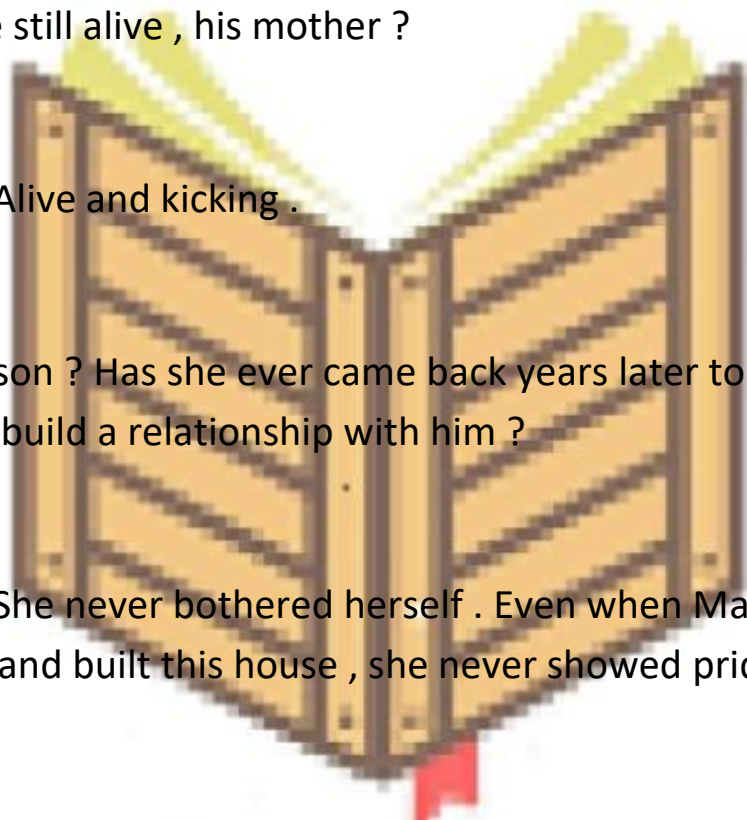 still alive , his mother ?
Alive and kicking .
son ? Has she ever came back years later to
build a relationship with him ?
She never bothered herself . Even when Ma
and built this house , she never showed